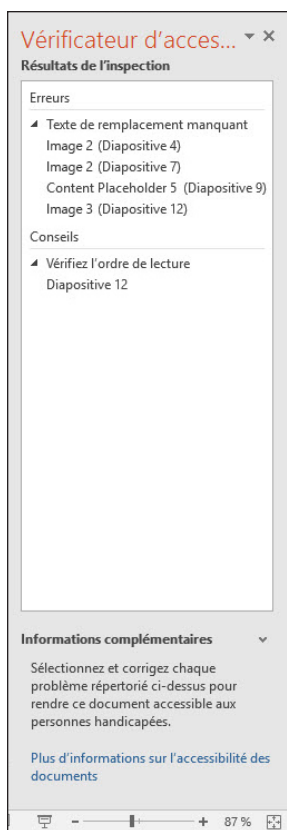 Vérificateur d’acces...
Résultats de l’inspection
Erreurs
Texte de remplacement manquant
Image 2 (Diapositive 4)
Image 2 (Diapositive 7)
Content Placeholder 5 (Diapositive 9)
Image 3 (Diapositive 12)
Conseils
Vérifiez l’ordre de lecture
Diapositive 12
Informations complémentaires
Sélectionnez et corrigez chaque
problème répertorié ci-dessus pour
rendre ce document accessible aux
personnes handicapées.
Plus d’informations sur l’accessibilité des
documents
87 %